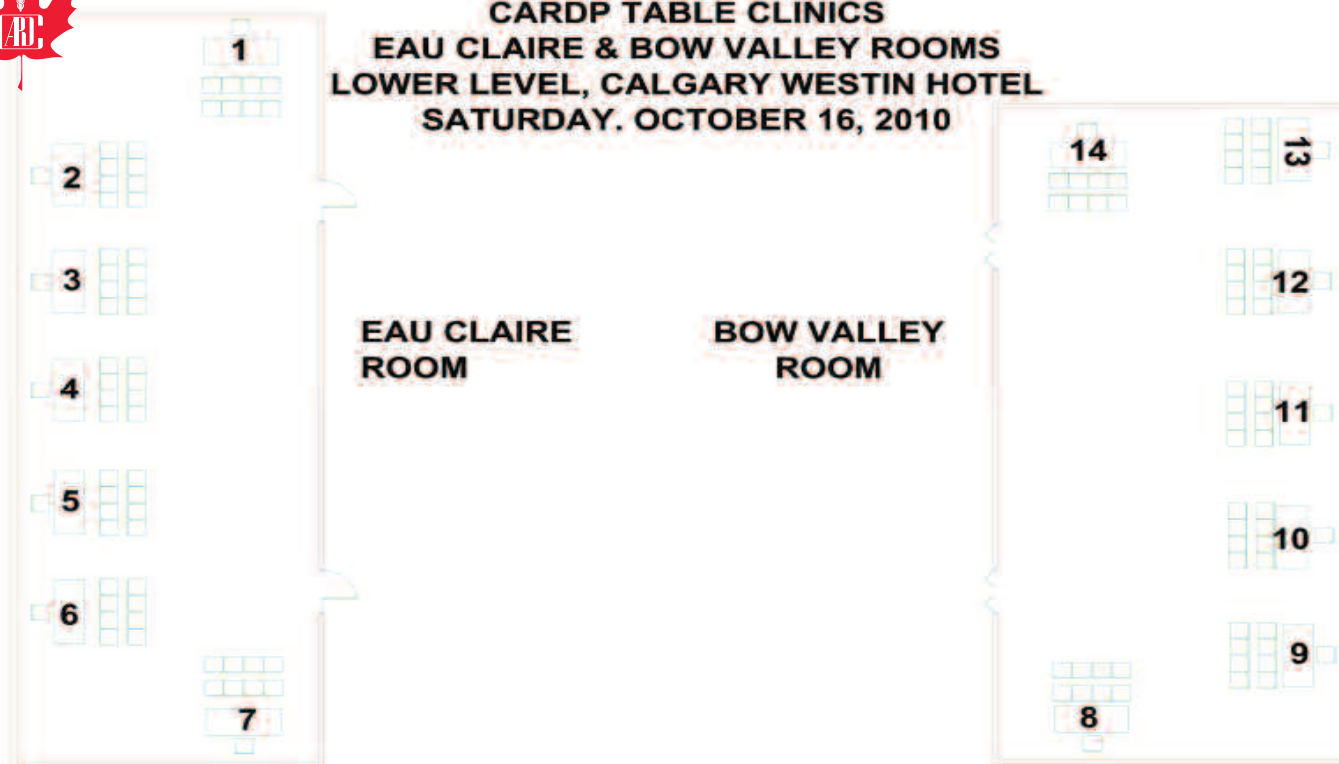 CARDP TABLE CLINICS
EAU CLAIRE & BOW VALLEY ROOMS
LOWER LEVEL, CALGARY WESTIN HOTEL
SATURDAY. OCTOBER 16, 2010
1
2
3
4
5
6
7
EAU CLAIRE
ROOM
BOW VALLEY
ROOM
14
13
12
11
10
9
8